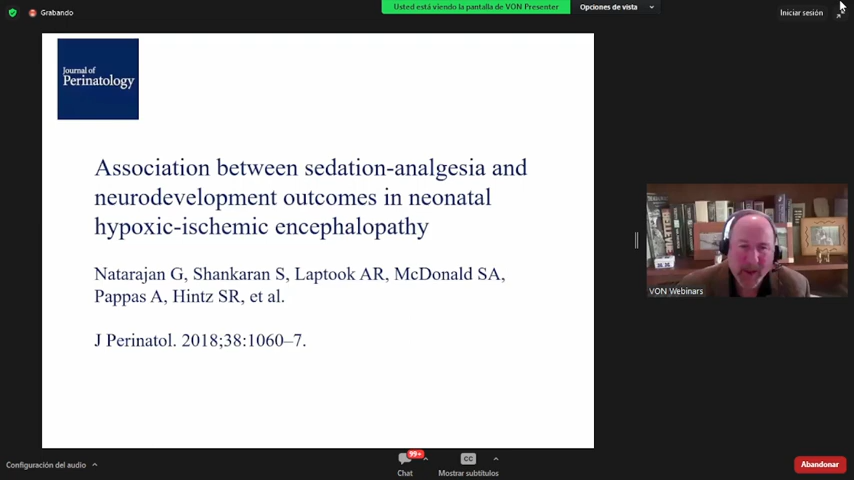 Grabando
Usted está viendo la pantalla de VON Presenter
Opciones de vista
Iniciar sesión
Journal of
Perinatology
Association between sedation-analgesia and
neurodevelopment outcomes in neonatal
hypoxic-ischemic encephalopathy
Natarajan G, Shankaran S, Laptook AR, McDonald SA,
Pappas A, Hintz SR, et al.
J Perinatol. 2018;38:1060–7.
VON Webinars
Configuración del audio
99+
Chat
CC
Mostrar subtítulos
Abandonar